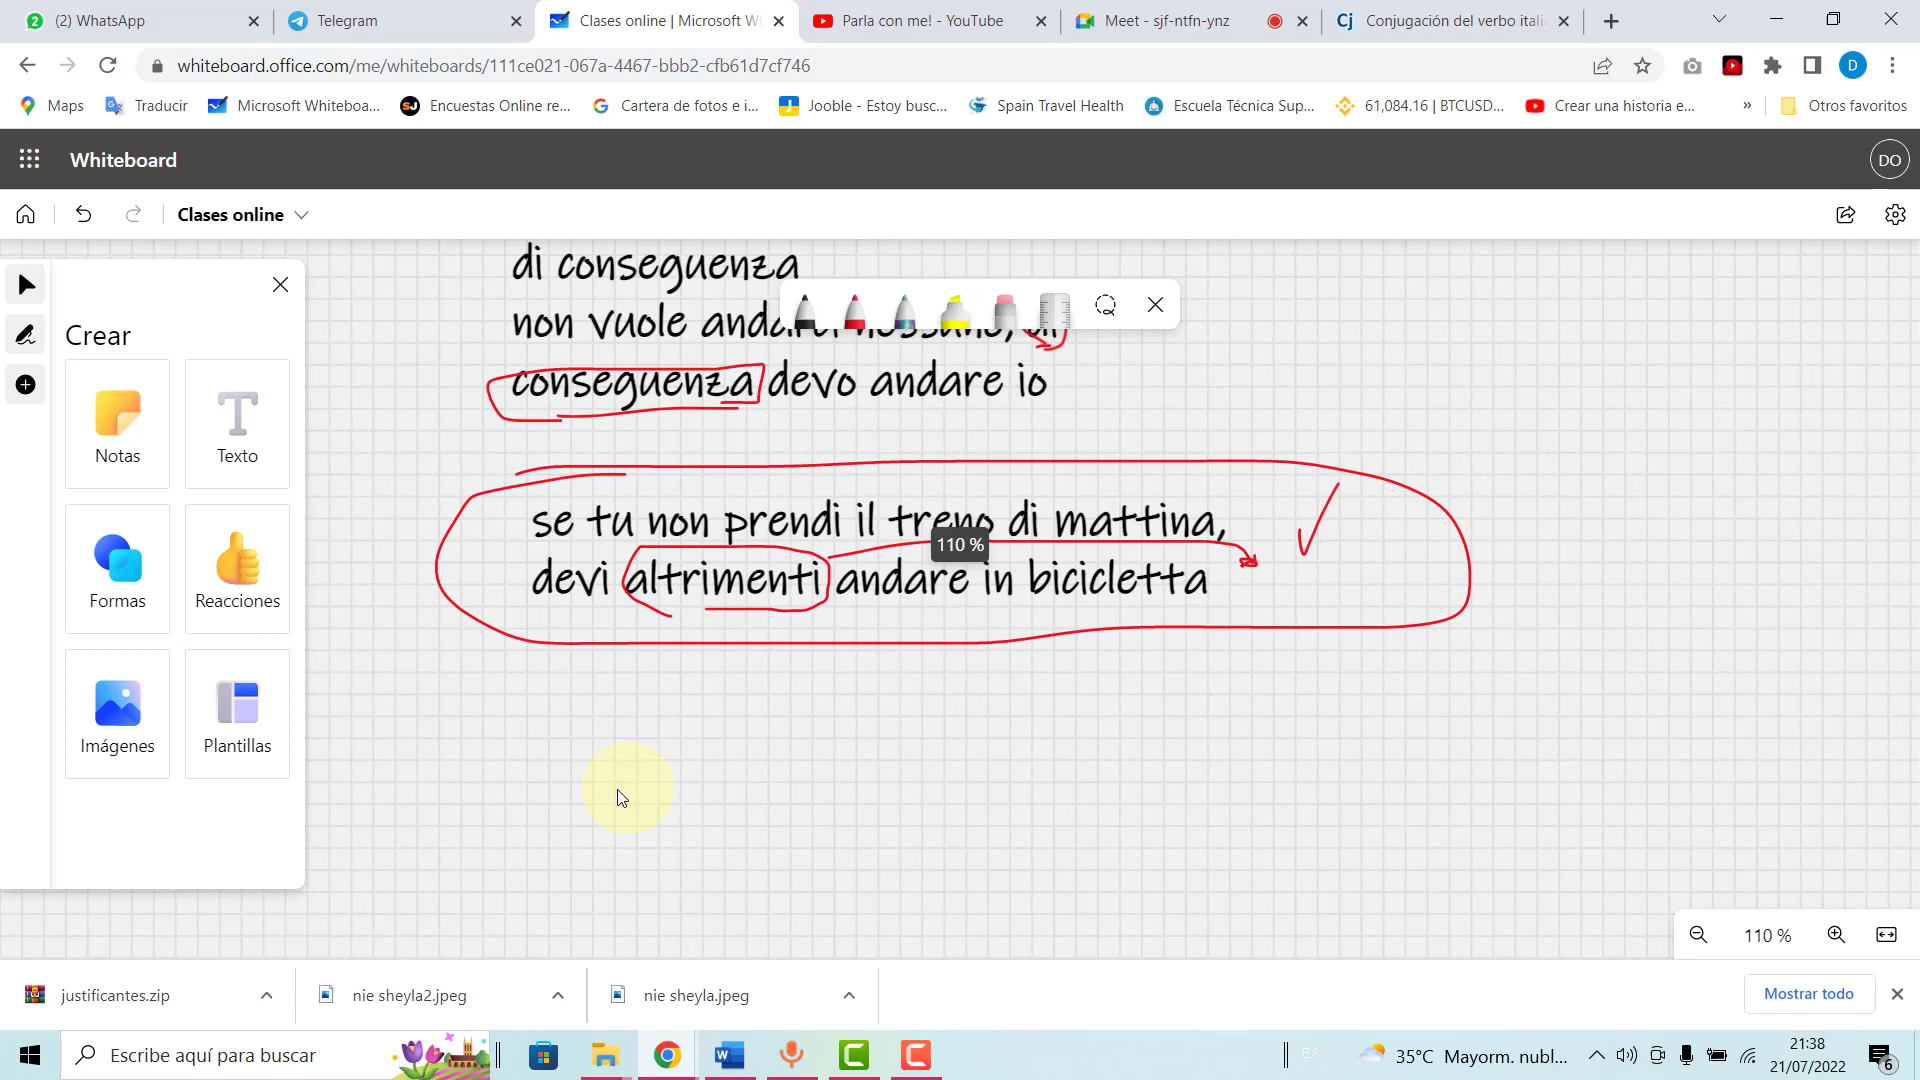 (2) WhatsApp
Telegram
Clases online | Microsoft W
Parla con me! - YouTube
Meet - sjf-ntfn-ynz
Cj Conjugación del verbo itali
whiteboard.office.com/me/whiteboards/111ce021-067a-4467-bbb2-cfb61d7cf746
D
Maps
Traducir
Microsoft Whiteboa...
Encuestas Online re...
Cartera de fotos e i...
Jooble - Estoy busc...
Spain Travel Health
Escuela Técnica Sup...
61,084.16 | BTCUSD...
Crear una historia e...
»
Otros favoritos
Whiteboard
DO
Clases online
di conseguenza
non vuole andarci nessuno, di
conseguenza devo andare io
se tu non prendi il treno di mattina,
110 %
devi altrimenti andare in bicicletta
Crear
Notas
Texto
Formas
Reacciones
Imágenes
Plantillas
110 %
justificantes.zip
nie sheyla2.jpeg
nie sheyla.jpeg
Mostrar todo
Escribe aquí para buscar
35°C Mayorm. nubl...
21:38
21/07/2022
6